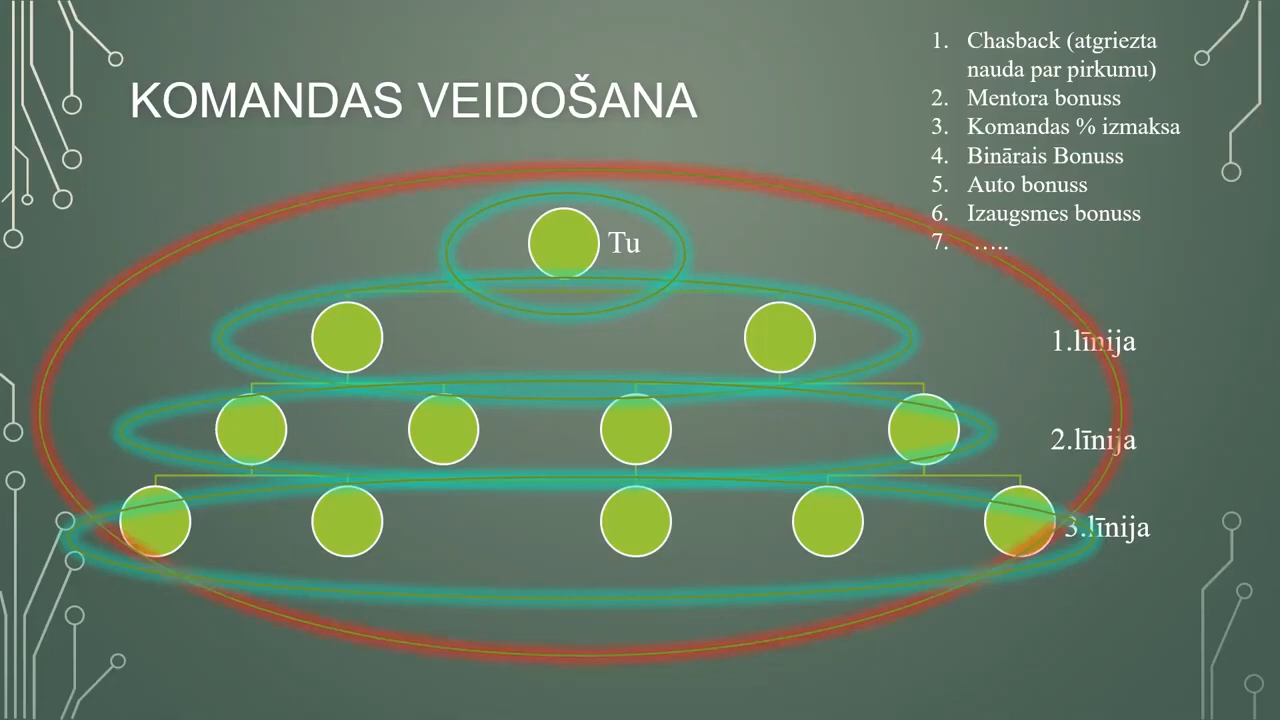 KOMANDAS VEIDOŠANA
1. Chasback (atgriezta
nauda par pirkumu)
2. Mentora bonuss
3. Komandas % izmaksa
4. Binārais Bonuss
5. Auto bonuss
6. Izaugsmes bonuss
7. …..
Tu
1.līnija
2.līnija
3.līnija